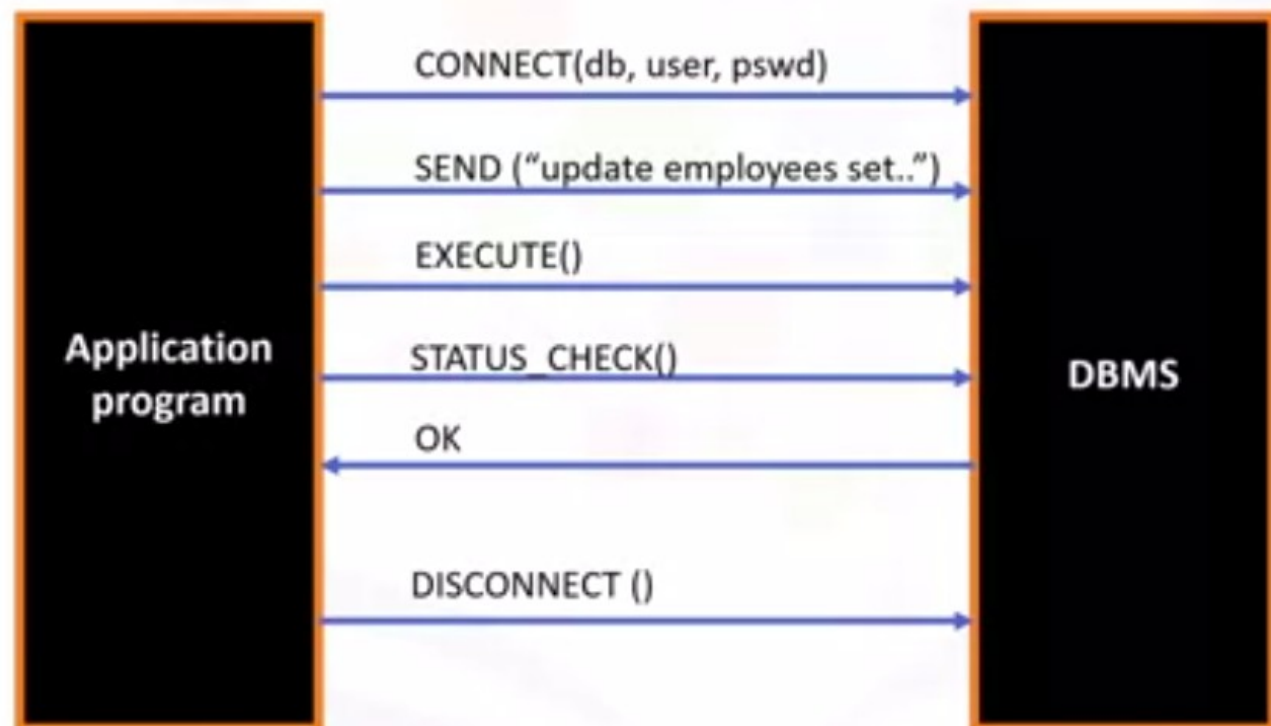 CONNECT(db, user, pswd)
SEND (“update employees set..”)
EXECUTE()
Application
program
STATUS_CHECK()
DBMS
OK
DISCONNECT ()